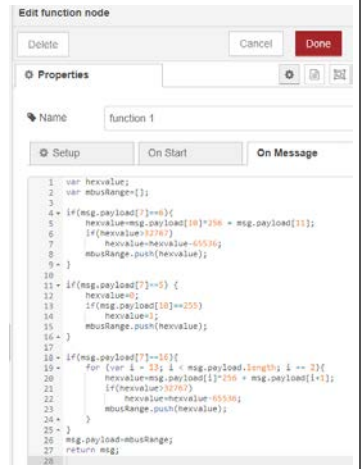 Edit function node
Delete Cancel Done
Properties
Name function 1
Setup On Start On Message
1 var hexvalue;
2 var mbusRange=[];
3
4 if(msg.payload[7]==6){
5 hexvalue=msg.payload[10]*256 + msg.payload[11];
6 if(hexvalue>32767)
7 hexvalue=hexvalue-65536;
8 mbusRange.push(hexvalue);
9 }
10
11 if(msg.payload[7]==5) {
12 hexvalue=0;
13 if(msg.payload[10]==255)
14 hexvalue=1;
15 mbusRange.push(hexvalue);
16 }
17
18 if(msg.payload[7]==16){
19 for (var i = 13; i < msg.payload.length; i += 2){
20 hexvalue=msg.payload[i]*256 + msg.payload[i+1];
21 if(hexvalue>32767)
22 hexvalue=hexvalue-65536;
23 mbusRange.push(hexvalue);
24 }
25 }
26 msg.payload=mbusRange;
27 return msg;
28